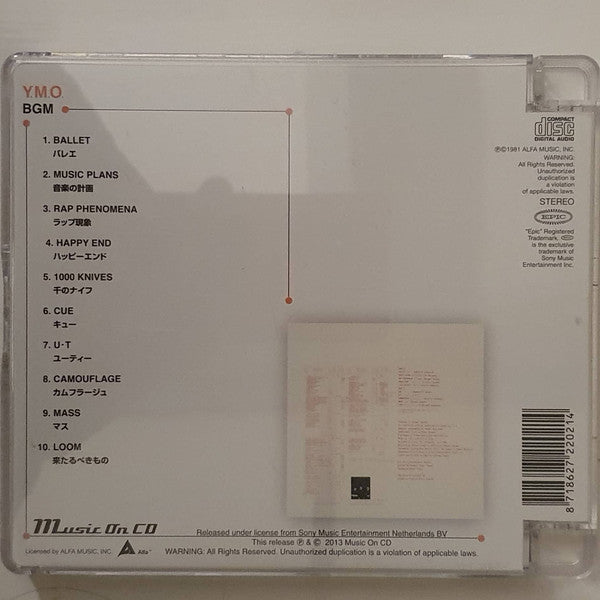 Y.M.O.
BGM
1. BALLET
バレエ
2. MUSIC PLANS
音楽の計画
3. RAP PHENOMENA
ラップ現象
4. HAPPY END
ハッピーエンド
5. 1000 KNIVES
千のナイフ
6. CUE
キュー
7. U·T
ユーティー
8. CAMOUFLAGE
カムフラージュ
9. MASS
マス
10. LOOM
来たるべきもの
COMPACT
disc
DIGITAL AUDIO
℗©1981 ALFA MUSIC, INC
WARNING:
All Rights Reserved.
Unauthorized
duplication is
a violation
of applicable laws.
STEREO
EPIC
"Epic" Registered
Trademark,
is the exclusive
trademark of
Sony Music
Entertainment Inc.
8718627220214
Music On CD
Released under license from Sony Music Entertainment Netherlands BV
This release ℗ & © 2013 Music On CD
Licensed by ALFA MUSIC, INC.
Alfa™
WARNING: All Rights Reserved. Unauthorized duplication is a violation of applicable laws.